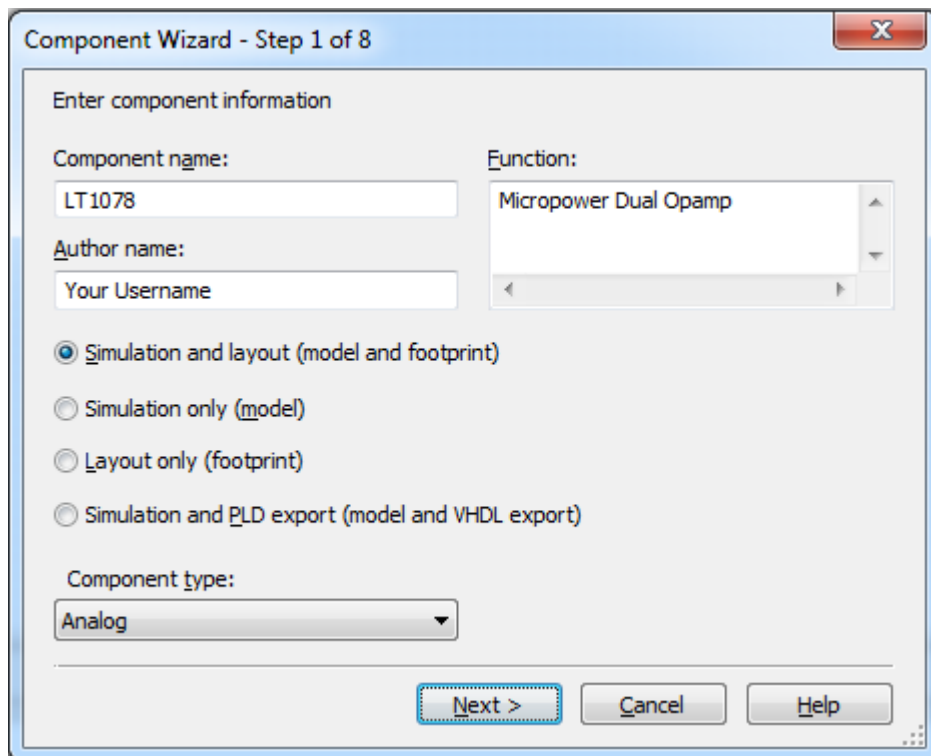 Component Wizard - Step 1 of 8
Enter component information
Component name:
LT1078
Function:
Micropower Dual Opamp
Author name:
Your Username
Simulation and layout (model and footprint)
Simulation only (model)
Layout only (footprint)
Simulation and PLD export (model and VHDL export)
Component type:
Analog
Next >
Cancel
Help